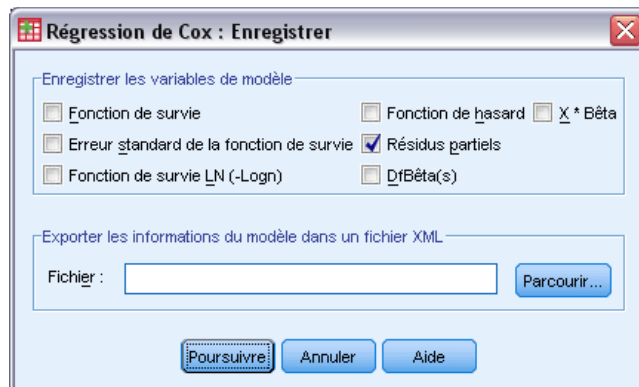 Régression de Cox : Enregistrer
Enregistrer les variables de modèle
Fonction de survie
Fonction de hasard
X * Bêta
Erreur standard de la fonction de survie
Résidus partiels
Fonction de survie LN (-Logn)
DfBêta(s)
Exporter les informations du modèle dans un fichier XML
Fichier :
Parcourir...
Poursuivre
Annuler
Aide